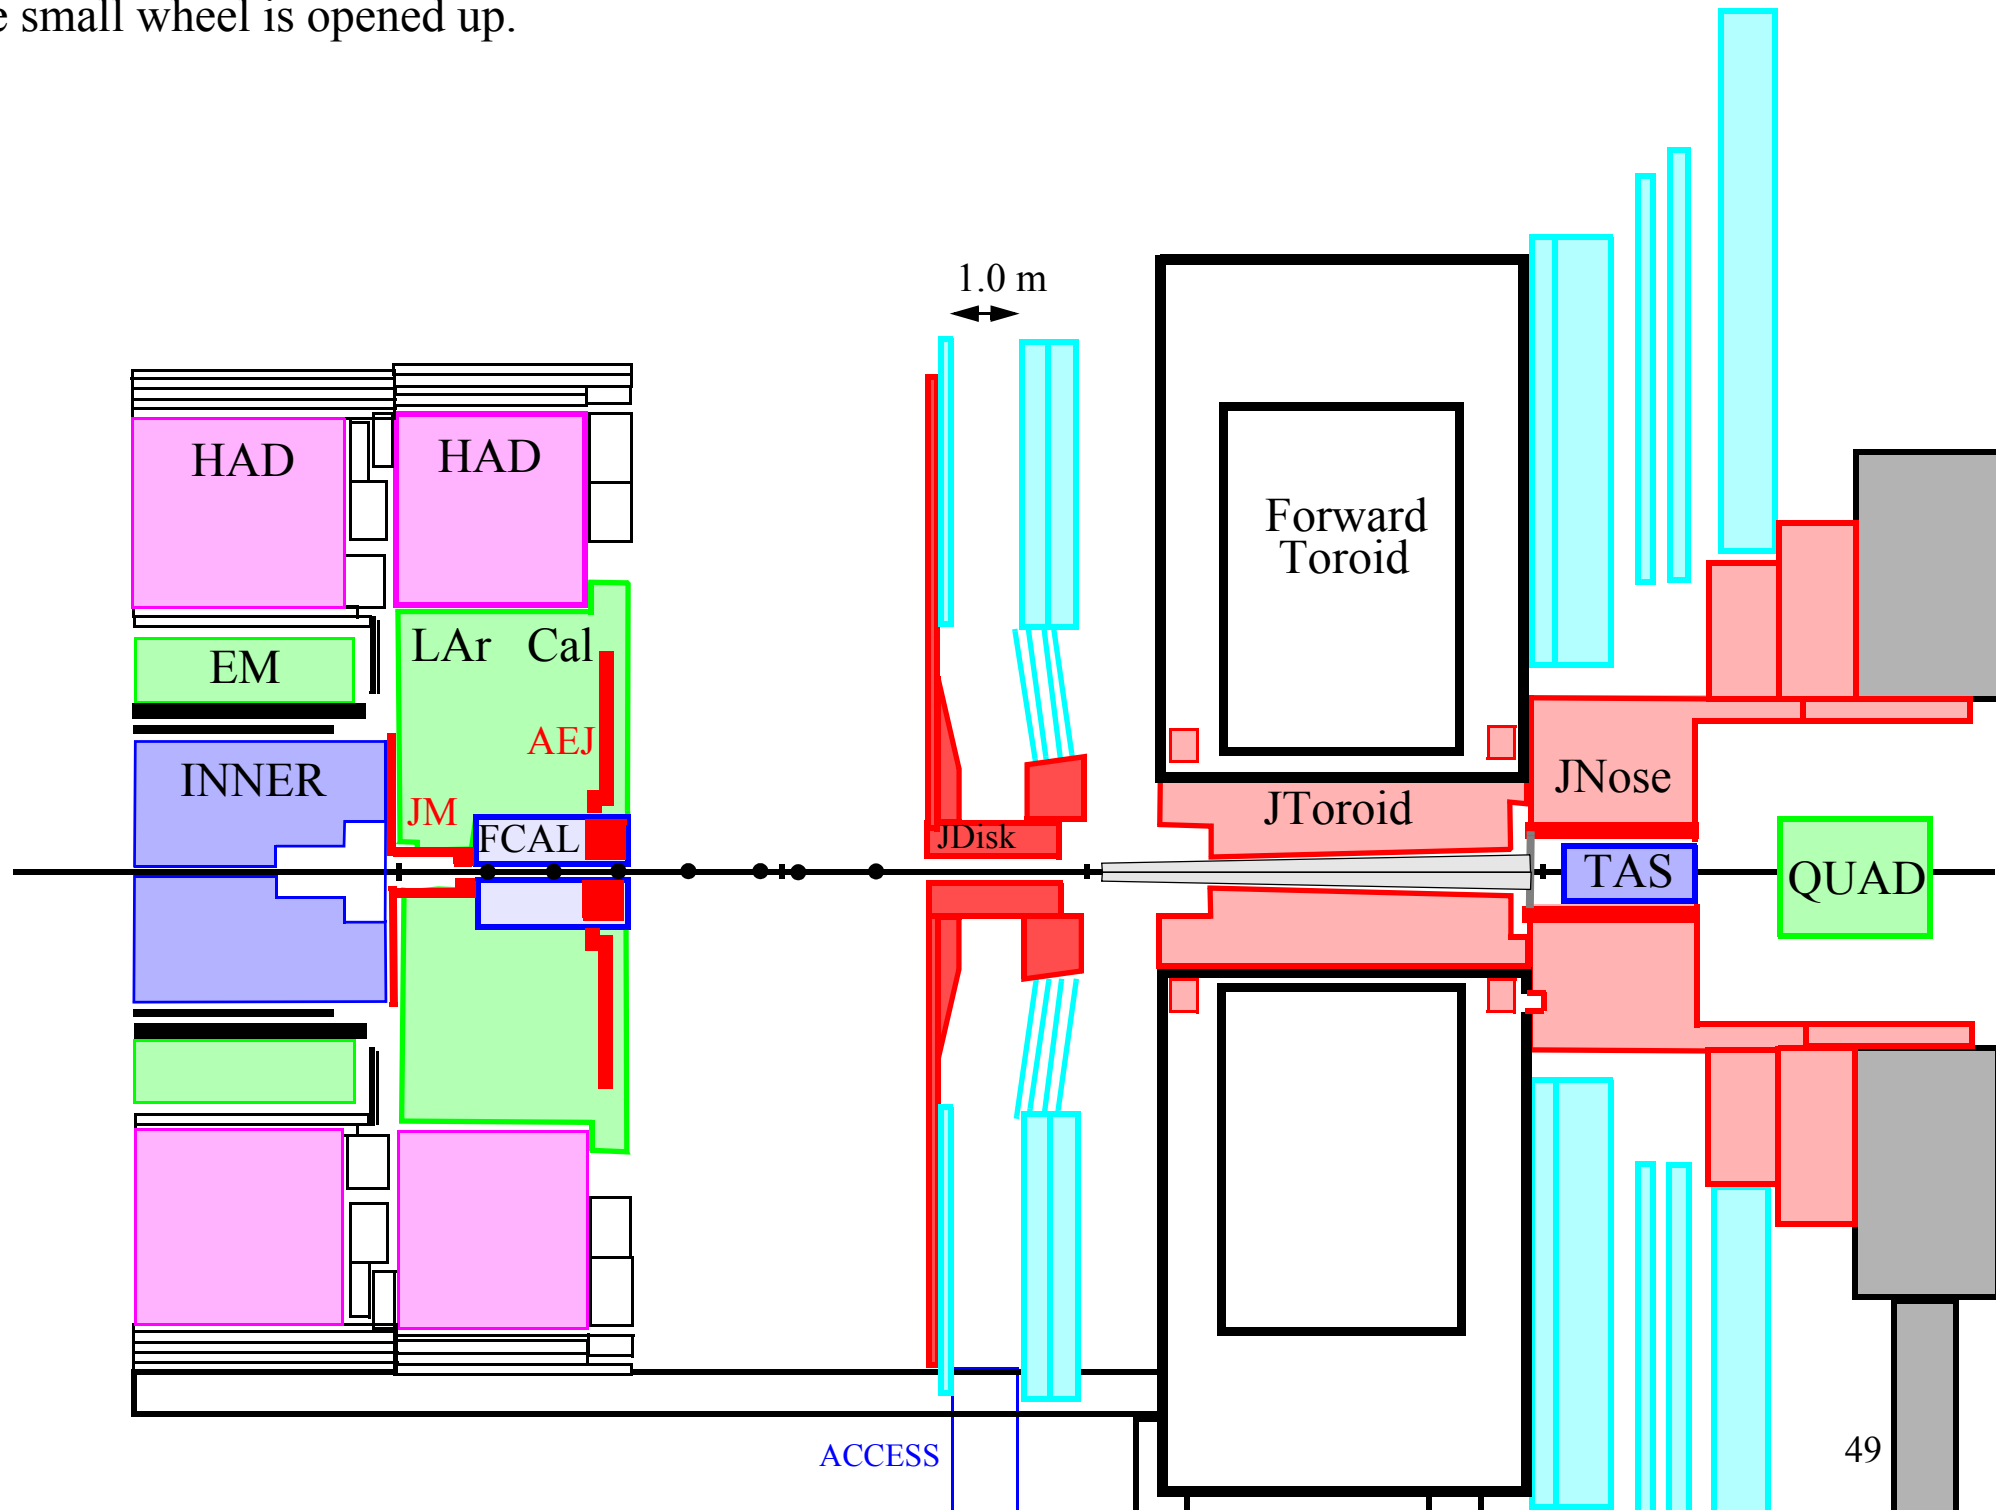 e small wheel is opened up.
1.0 m
HAD
HAD
Forward
Toroid
LAr Cal
EM
AEJ
INNER
JM
FCAL
JDisk
JToroid
JNose
TAS
QUAD
ACCESS
49